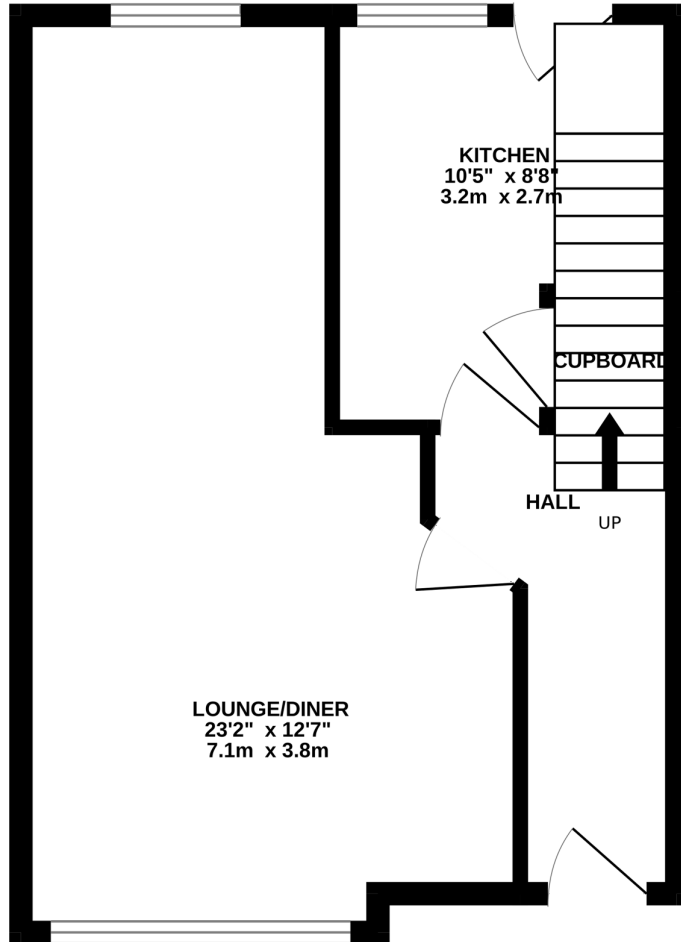 KITCHEN
10'5" x 8'8"
3.2m x 2.7m
CUPBOARD
HALL
UP
LOUNGE/DINER
23'2" x 12'7"
7.1m x 3.8m